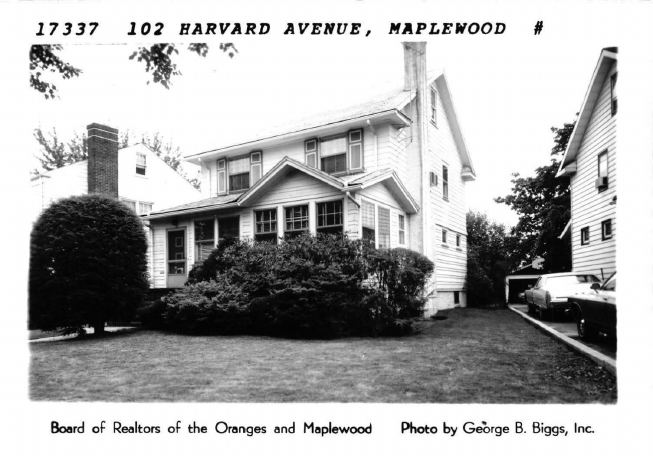 17337 102 HARVARD AVENUE, MAPLEWOOD #
Board of Realtors of the Oranges and Maplewood Photo by George B. Biggs, Inc.